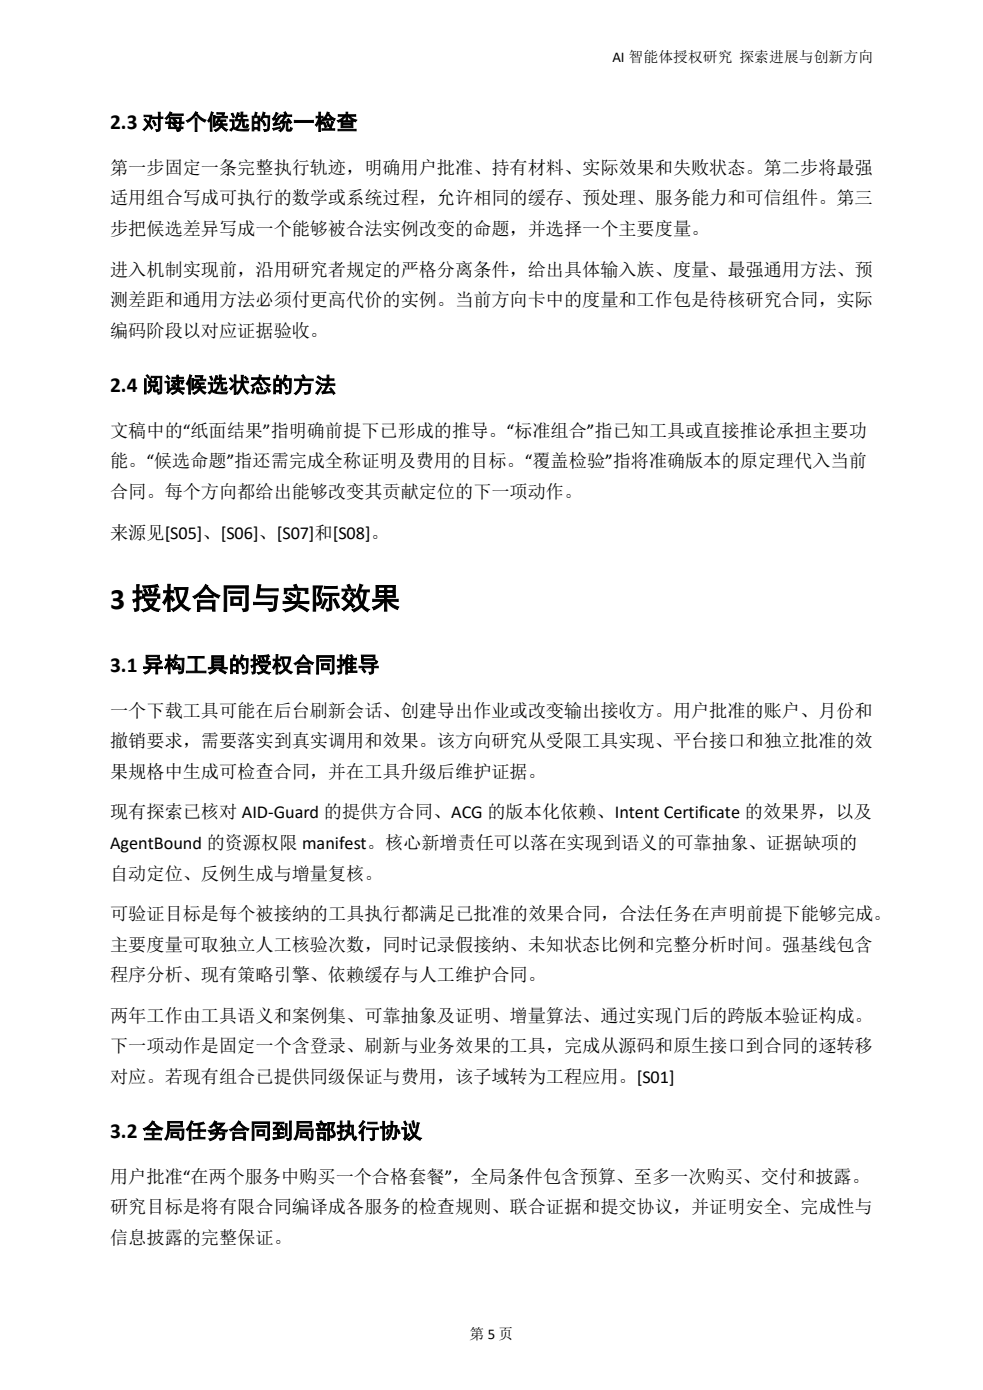 AI 智能体授权研究 探索进展与创新方向
2.3 对每个候选的统一检查
第一步固定一条完整执行轨迹，明确用户批准、持有材料、实际效果和失败状态。第二步将最强
适用组合写成可执行的数学或系统过程，允许相同的缓存、预处理、服务能力和可信组件。第三
步把候选差异写成一个能够被合法实例改变的命题，并选择一个主要度量。
进入机制实现前，沿用研究者规定的严格分离条件，给出具体输入族、度量、最强通用方法、预
测差距和通用方法必须付更高代价的实例。当前方向卡中的度量和工作包是待核研究合同，实际
编码阶段以对应证据验收。
2.4 阅读候选状态的方法
文稿中的“纸面结果”指明确前提下已形成的推导。“标准组合”指已知工具或直接推论承担主要功
能。“候选命题”指还需完成全称证明及费用的目标。“覆盖检验”指将准确版本的原定理代入当前
合同。每个方向都给出能够改变其贡献定位的下一项动作。
来源见[S05]、[S06]、[S07]和[S08]。
3 授权合同与实际效果
3.1 异构工具的授权合同推导
一个下载工具可能在后台刷新会话、创建导出作业或改变输出接收方。用户批准的账户、月份和
撤销要求，需要落实到真实调用和效果。该方向研究从受限工具实现、平台接口和独立批准的效
果规格中生成可检查合同，并在工具升级后维护证据。
现有探索已核对 AID-Guard 的提供方合同、ACG 的版本化依赖、Intent Certificate 的效果界，以及
AgentBound 的资源权限 manifest。核心新增责任可以落在实现到语义的可靠抽象、证据缺项的
自动定位、反例生成与增量复核。
可验证目标是每个被接纳的工具执行都满足已批准的效果合同，合法任务在声明前提下能够完成。
主要度量可取独立人工核验次数，同时记录假接纳、未知状态比例和完整分析时间。强基线包含
程序分析、现有策略引擎、依赖缓存与人工维护合同。
两年工作由工具语义和案例集、可靠抽象及证明、增量算法、通过实现门后的跨版本验证构成。
下一项动作是固定一个含登录、刷新与业务效果的工具，完成从源码和原生接口到合同的逐转移
对应。若现有组合已提供同级保证与费用，该子域转为工程应用。[S01]
3.2 全局任务合同到局部执行协议
用户批准“在两个服务中购买一个合格套餐”，全局条件包含预算、至多一次购买、交付和披露。
研究目标是将有限合同编译成各服务的检查规则、联合证据和提交协议，并证明安全、完成性与
信息披露的完整保证。
第 5 页